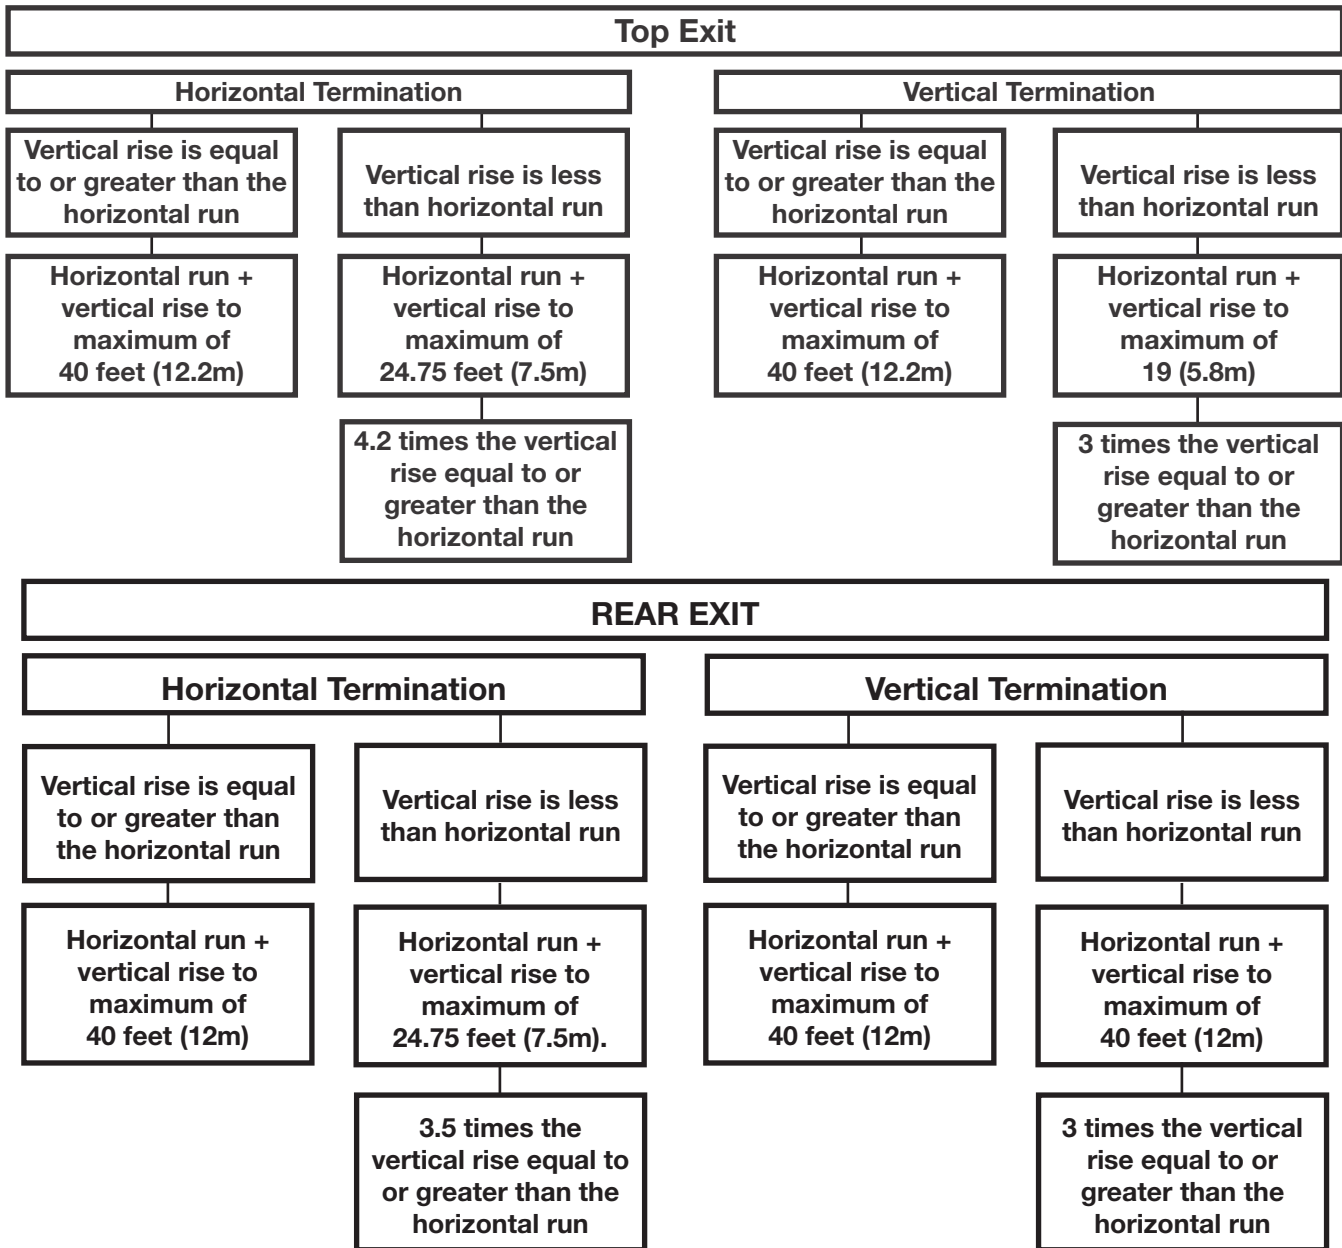 Top Exit
Horizontal Termination
Vertical rise is equal
to or greater than the
horizontal run
Horizontal run +
vertical rise to
maximum of
40 feet (12.2m)
Vertical rise is less
than horizontal run
Horizontal run +
vertical rise to
maximum of
24.75 feet (7.5m)
4.2 times the vertical
rise equal to or
greater than the
horizontal run
Vertical Termination
Vertical rise is equal
to or greater than the
horizontal run
Horizontal run +
vertical rise to
maximum of
40 feet (12.2m)
Vertical rise is less
than horizontal run
Horizontal run +
vertical rise to
maximum of
19 (5.8m)
3 times the vertical
rise equal to or
greater than the
horizontal run
REAR EXIT
Horizontal Termination
Vertical rise is equal
to or greater than
the horizontal run
Horizontal run +
vertical rise to
maximum of
40 feet (12m)
Vertical rise is less
than horizontal run
Horizontal run +
vertical rise to
maximum of
24.75 feet (7.5m).
3.5 times the
vertical rise equal to
or greater than the
horizontal run
Vertical Termination
Vertical rise is equal
to or greater than
the horizontal run
Horizontal run +
vertical rise to
maximum of
40 feet (12m)
Vertical rise is less
than horizontal run
Horizontal run +
vertical rise to
maximum of
40 feet (12m)
3 times the vertical
rise equal to or
greater than the
horizontal run